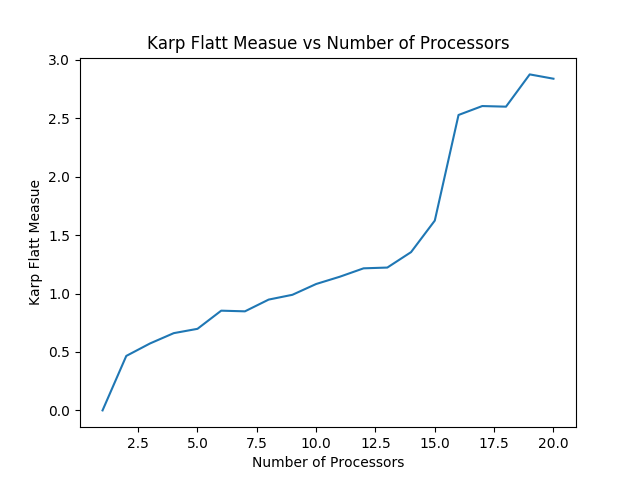 Karp Flatt Measue vs Number of Processors
3.0
2.5
2.0
1.5
1.0
0.5
0.0
Karp Flatt Measue
2.5 5.0 7.5 10.0 12.5 15.0 17.5 20.0
Number of Processors